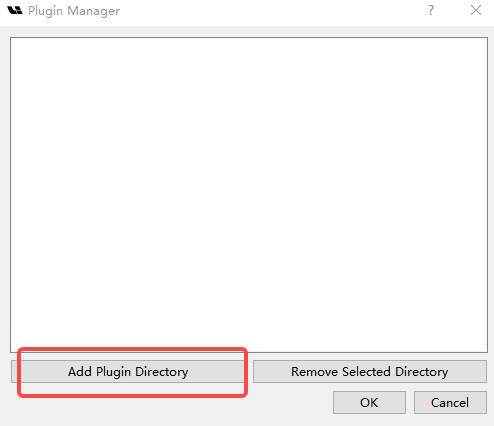 Plugin Manager
?
Add Plugin Directory
Remove Selected Directory
OK
Cancel